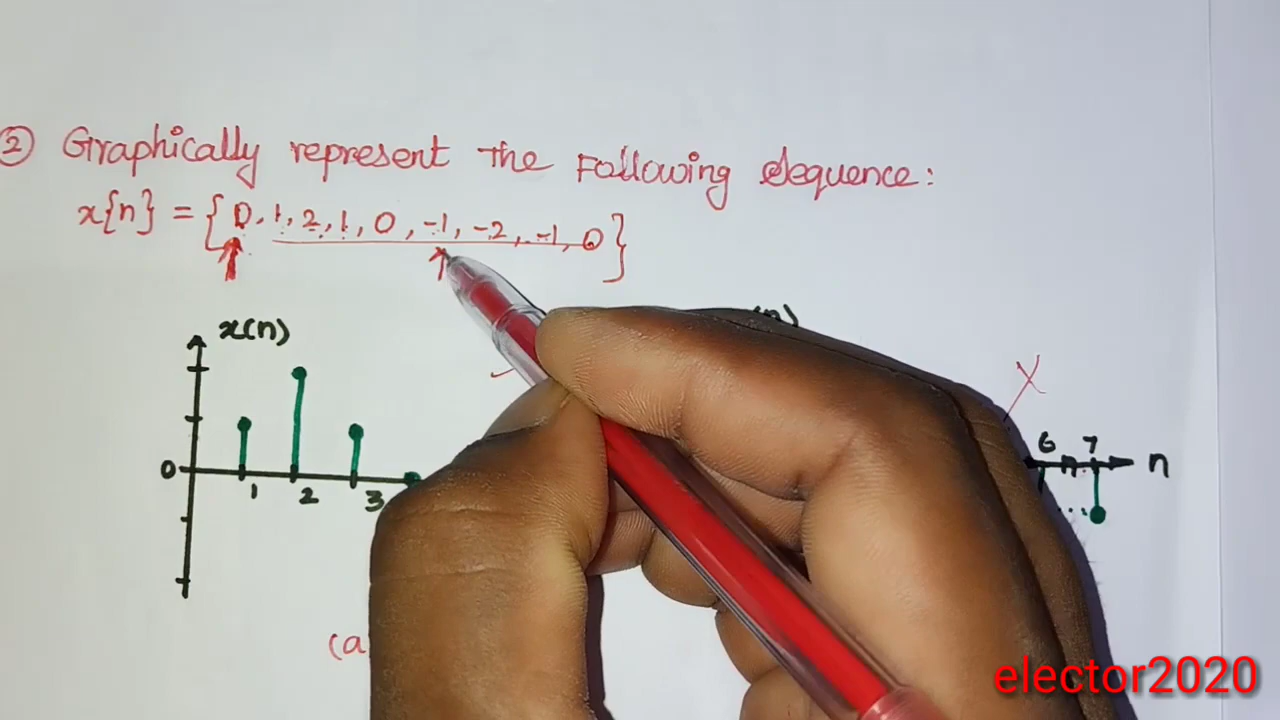 ② Graphically represent the Following Sequence:
x{n} = { 0, 1, 2, 1, 0, -1, -2, -1, 0 }
x(n)
0
1 2 3
6 7 n
(a
elector2020